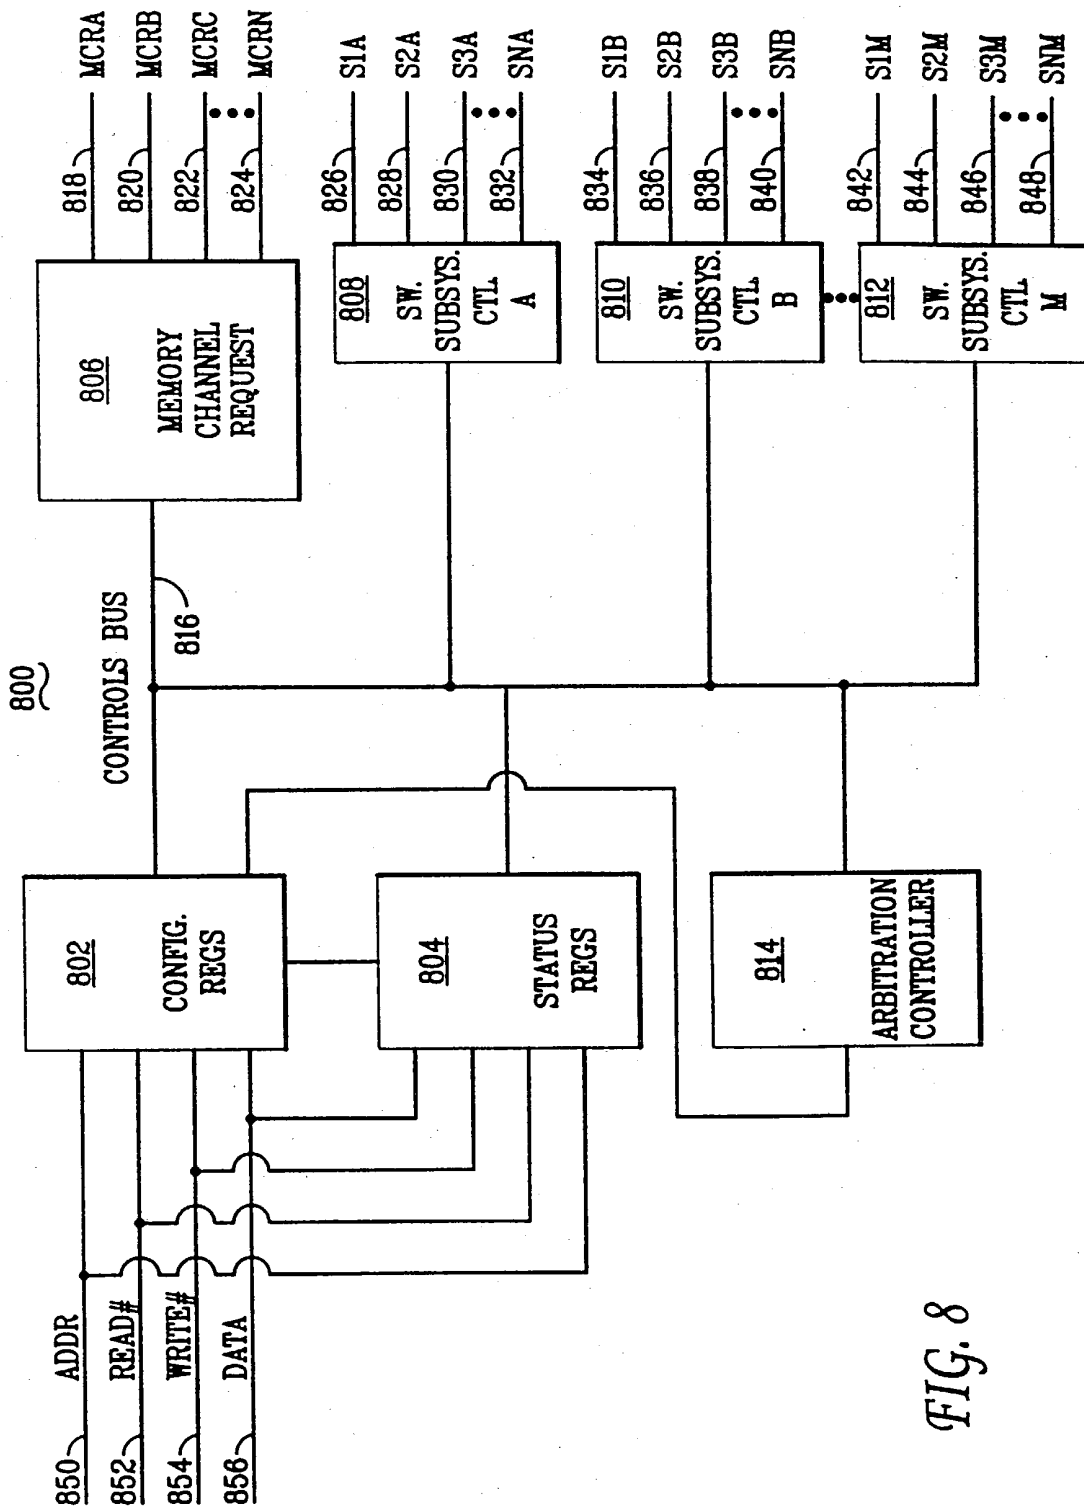 800
850
ADDR
852
READ#
854
WRITE#
856
DATA
802
CONFIG.
REGS
804
STATUS
REGS
814
ARBITRATION
CONTROLLER
CONTROLS BUS
816
806
MEMORY
CHANNEL
REQUEST
818
MCRA
820
MCRB
822
MCRC
824
MCRN
808
SW.
SUBSYS.
CTL
A
826
S1A
828
S2A
830
S3A
832
SNA
810
SW.
SUBSYS.
CTL
B
834
S1B
836
S2B
838
S3B
840
SNB
812
SW.
SUBSYS.
CTL
M
842
S1M
844
S2M
846
S3M
848
SNM
FIG. 8